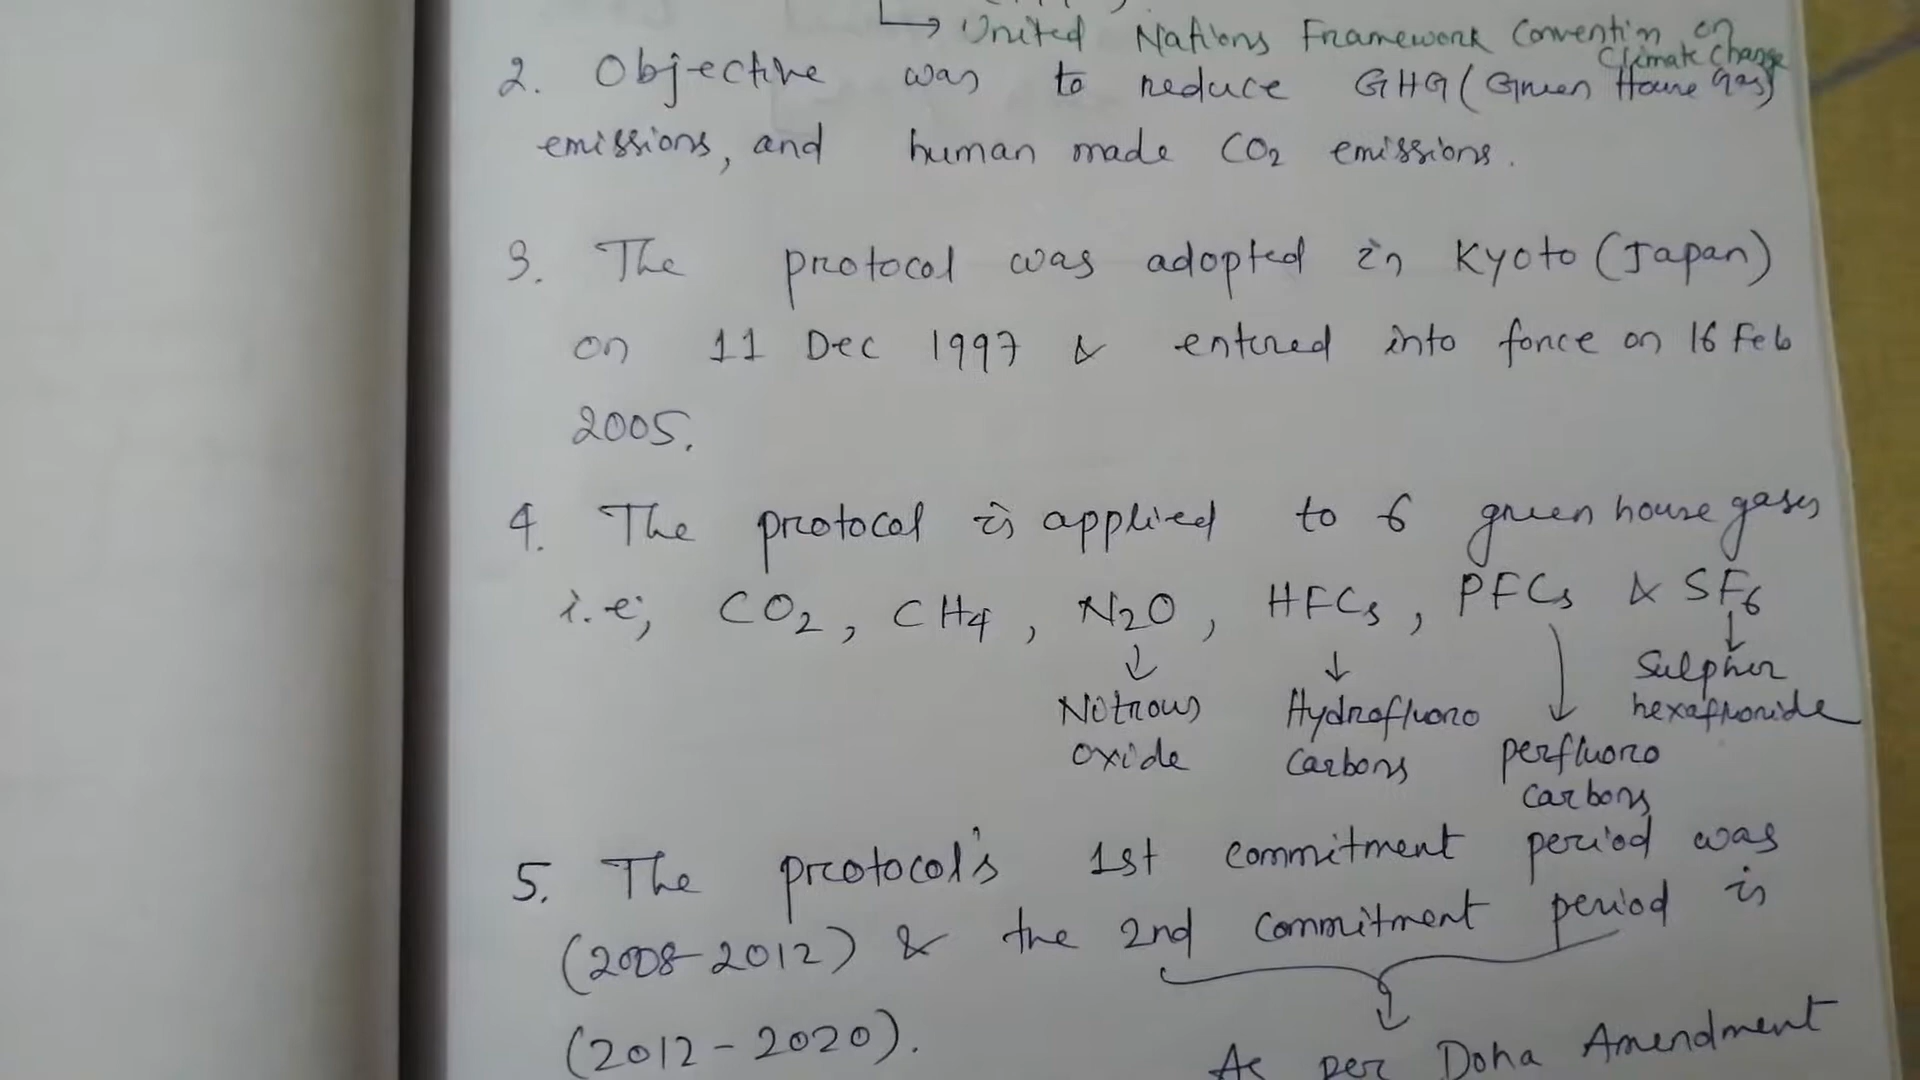 United Nations Framework Convention on
Climate Change
2. Objective was to reduce GHG (Green House Gas)
emissions, and human made CO2 emissions.
3. The protocol was adopted in Kyoto (Japan)
on 11 Dec 1997 & entered into force on 16 Feb
2005.
4. The protocol is applied to 6 green house gases
i.e; CO2, CH4, N2O, HFCs, PFCs & SF6
Nitrous oxide
Hydrofluoro carbons
perfluoro carbons
Sulpher hexafluoride
5. The protocol's 1st commitment period was
(2008-2012) & the 2nd commitment period is
(2012-2020).
As per Doha Amendment